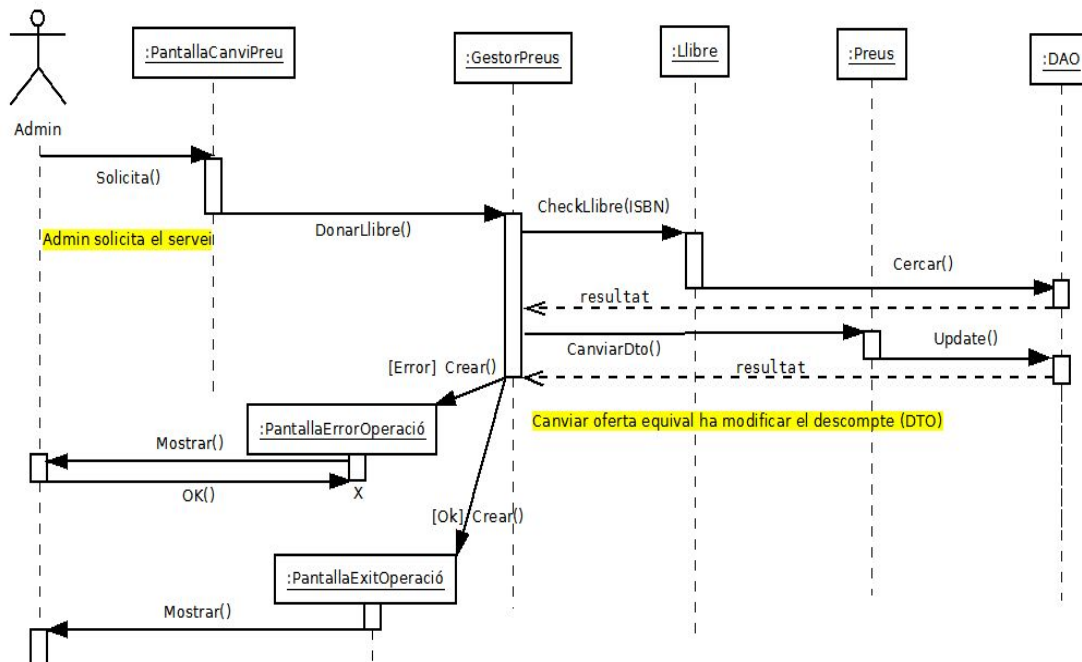 :PantallaCanviPreu
:GestorPreus
:Llibre
:Preus
:DAO
Admin
Solicita()
DonarLlibre()
CheckLlibre(ISBN)
Admin solicita el servei
Cercar()
resultat
CanviarDto()
Update()
[Error] Crear()
resultat
:PantallaErrorOperació
Canviar oferta equival ha modificar el descompte (DTO)
Mostrar()
OK()
X
[Ok] Crear()
:PantallaExitOperació
Mostrar()